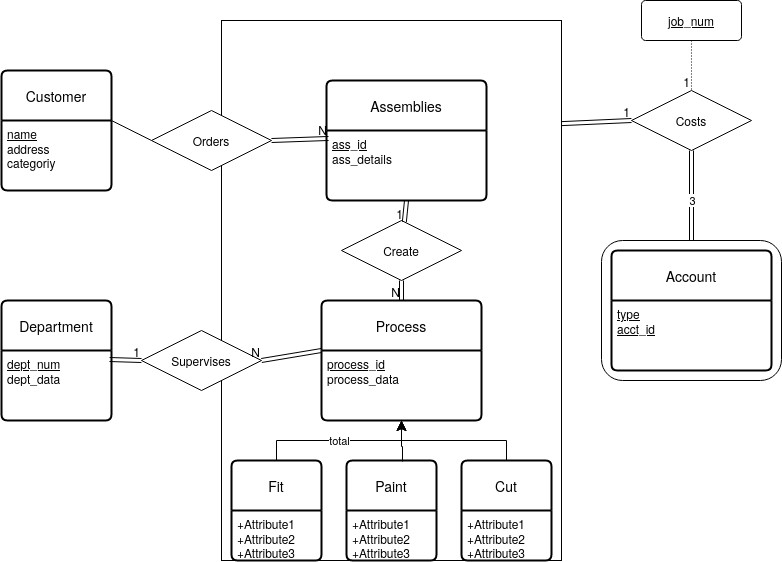 job_num
Customer
name
address
categoriy
Orders
N
Assemblies
ass_id
ass_details
1
Costs
1
3
Account
type
acct_id
1
Create
N
Department
dept_num
dept_data
1
Supervises
N
Process
process_id
process_data
total
Fit
+Attribute1
+Attribute2
+Attribute3
Paint
+Attribute1
+Attribute2
+Attribute3
Cut
+Attribute1
+Attribute2
+Attribute3